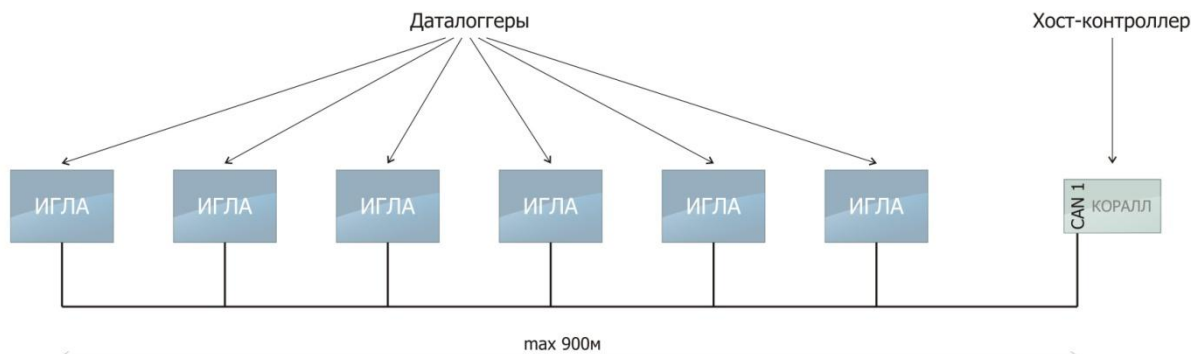 Даталоггеры
Хост-контроллер
ИГЛА
ИГЛА
ИГЛА
ИГЛА
ИГЛА
ИГЛА
CAN 1
КОРАЛЛ
max 900м